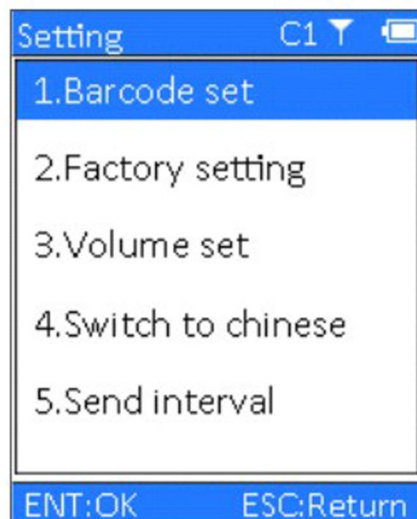 Setting C1
1.Barcode set
2.Factory setting
3.Volume set
4.Switch to chinese
5.Send interval
ENT:OK ESC:Return